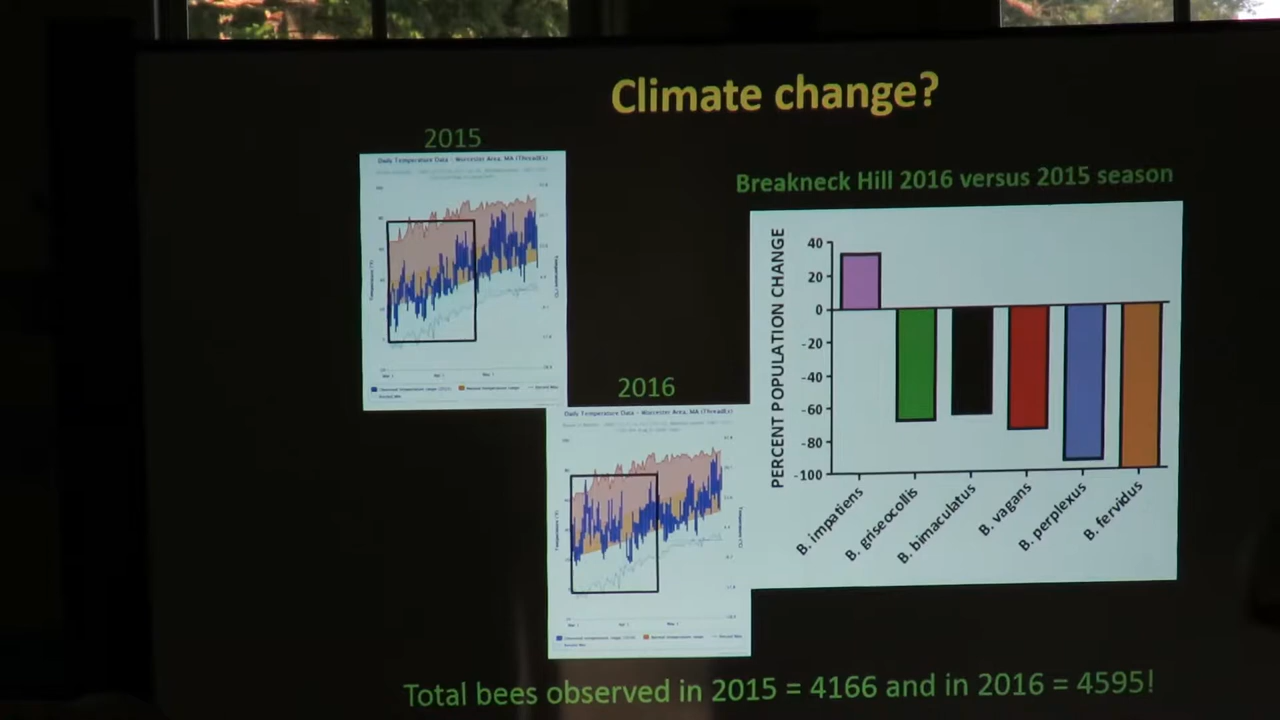 Climate change?
2015
Daily Temperature Data - Worcester Area, MA (ThreadEx)
Breakneck Hill 2016 versus 2015 season
PERCENT POPULATION CHANGE
40
20
0
-20
-40
-60
-80
-100
B. impatiens
B. griseocollis
B. bimaculatus
B. vagans
B. perplexus
B. fervidus
2016
Daily Temperature Data - Worcester Area, MA (ThreadEx)
Total bees observed in 2015 = 4166 and in 2016 = 4595!